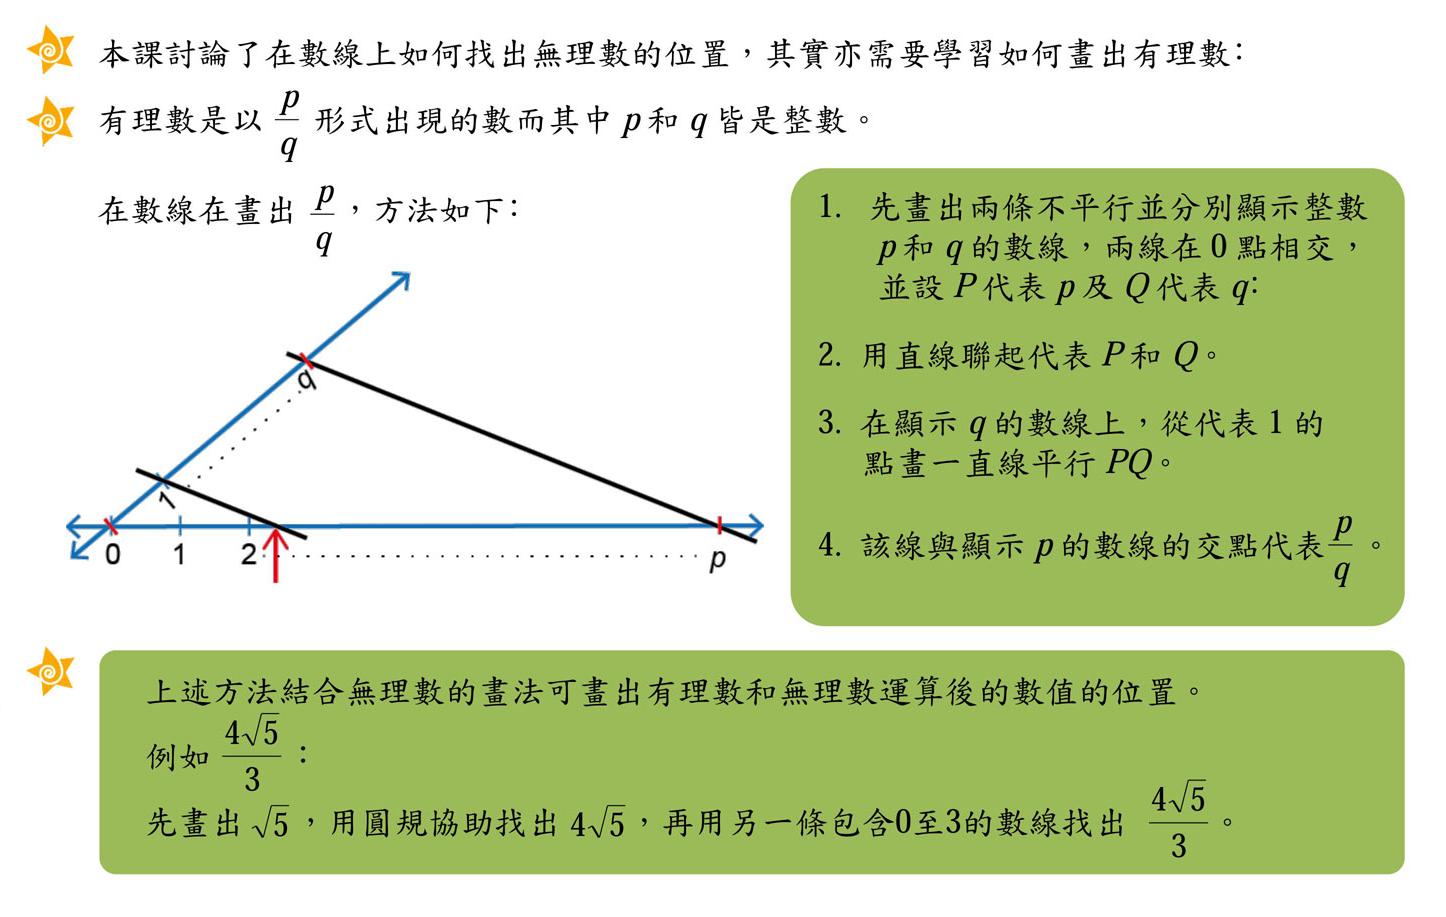 本課討論了在數線上如何找出無理數的位置，其實亦需要學習如何畫出有理數：
有理數是以 p/q 形式出現的數而其中 p 和 q 皆是整數。
在數線在畫出 p/q，方法如下：
q
1
0 1 2 p
1. 先畫出兩條不平行並分別顯示整數
p 和 q 的數線，兩線在 0 點相交，
並設 P 代表 p 及 Q 代表 q：
2. 用直線聯起代表 P 和 Q。
3. 在顯示 q 的數線上，從代表 1 的
點畫一直線平行 PQ。
4. 該線與顯示 p 的數線的交點代表 p/q。
上述方法結合無理數的畫法可畫出有理數和無理數運算後的數值的位置。
例如 4√5/3：
先畫出 √5，用圓規協助找出 4√5，再用另一條包含0至3的數線找出 4√5/3。